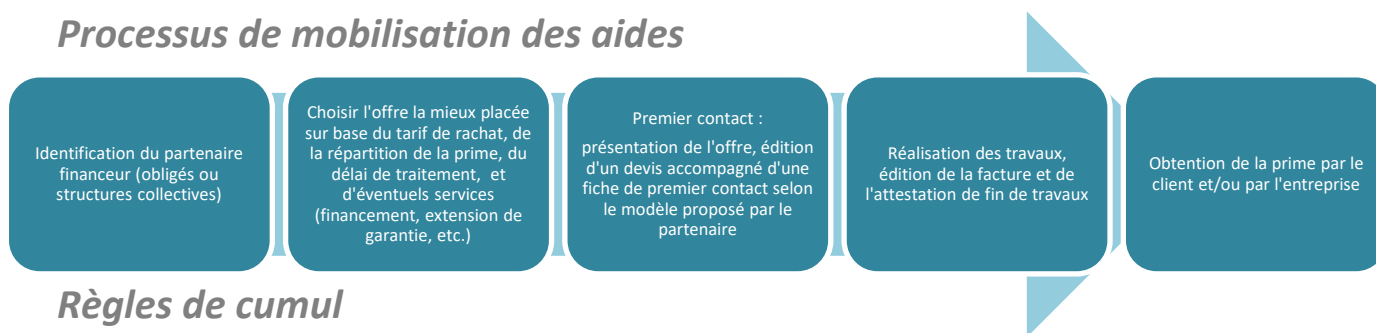 Processus de mobilisation des aides
Identification du partenaire
financeur (obligés ou
structures collectives)
Choisir l'offre la mieux placée
sur base du tarif de rachat, de
la répartition de la prime, du
délai de traitement, et
d'éventuels services
(financement, extension de
garantie, etc.)
Premier contact :
présentation de l'offre, édition
d'un devis accompagné d'une
fiche de premier contact selon
le modèle proposé par le
partenaire
Réalisation des travaux,
édition de la facture et de
l'attestation de fin de travaux
Obtention de la prime par le
client et/ou par l'entreprise
Règles de cumul